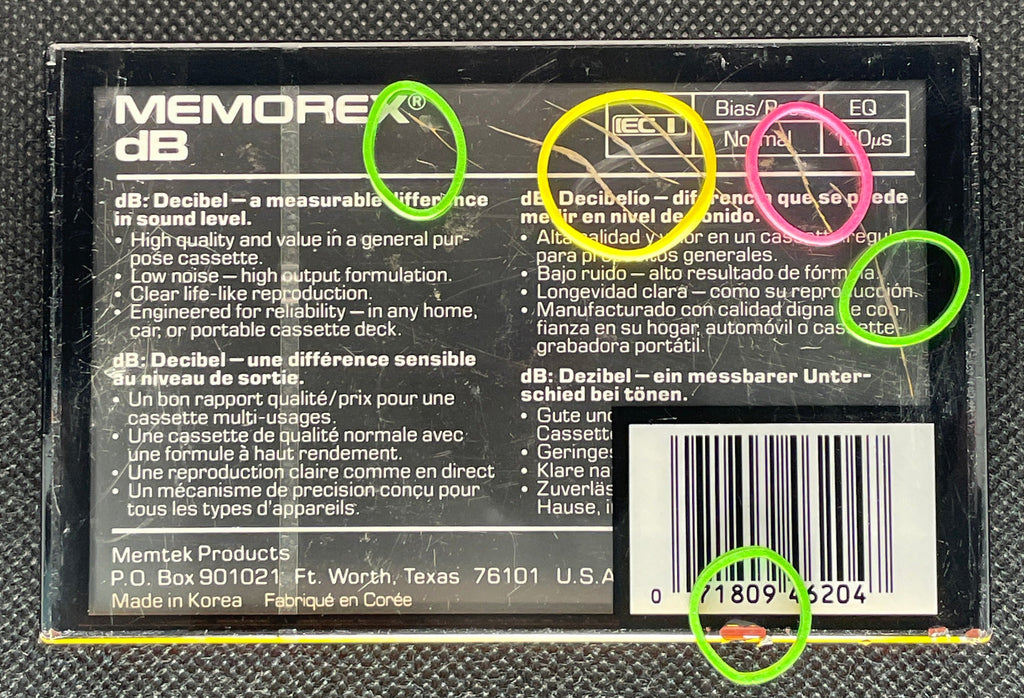 MEMOREX®
dB
IEC I
Bias/Pos
EQ
Normal
120µs
dB: Decibel – a measurable difference
in sound level.
• High quality and value in a general pur-
pose cassette.
• Low noise – high output formulation.
• Clear life-like reproduction.
• Engineered for reliability – in any home,
car, or portable cassette deck.
dB: Decibel – une différence sensible
au niveau de sortie.
• Un bon rapport qualité/prix pour une
cassette multi-usages.
• Une cassette de qualité normale avec
une formule à haut rendement.
• Une reproduction claire comme en direct
• Un mécanisme de precision conçu pour
tous les types d'appareils.
dB: Decibelio – diferencia que se puede
medir en nivel de sonido.
• Alta calidad y valor en un cassette regul
para propósitos generales.
• Bajo ruido – alto resultado de fórmula.
• Longevidad clara – como su reproducción.
• Manufacturado con calidad digna de con-
fianza en su hogar, automóvil o cassette
grabadora portátil.
dB: Dezibel – ein messbarer Unter-
schied bei tönen.
• Gute und
Cassette
• Geringes
• Klare na
• Zuverläs
Hause, i
Memtek Products
P.O. Box 901021 Ft. Worth, Texas 76101 U.S.A
Made in Korea Fabriqué en Corée
0 71809 46204